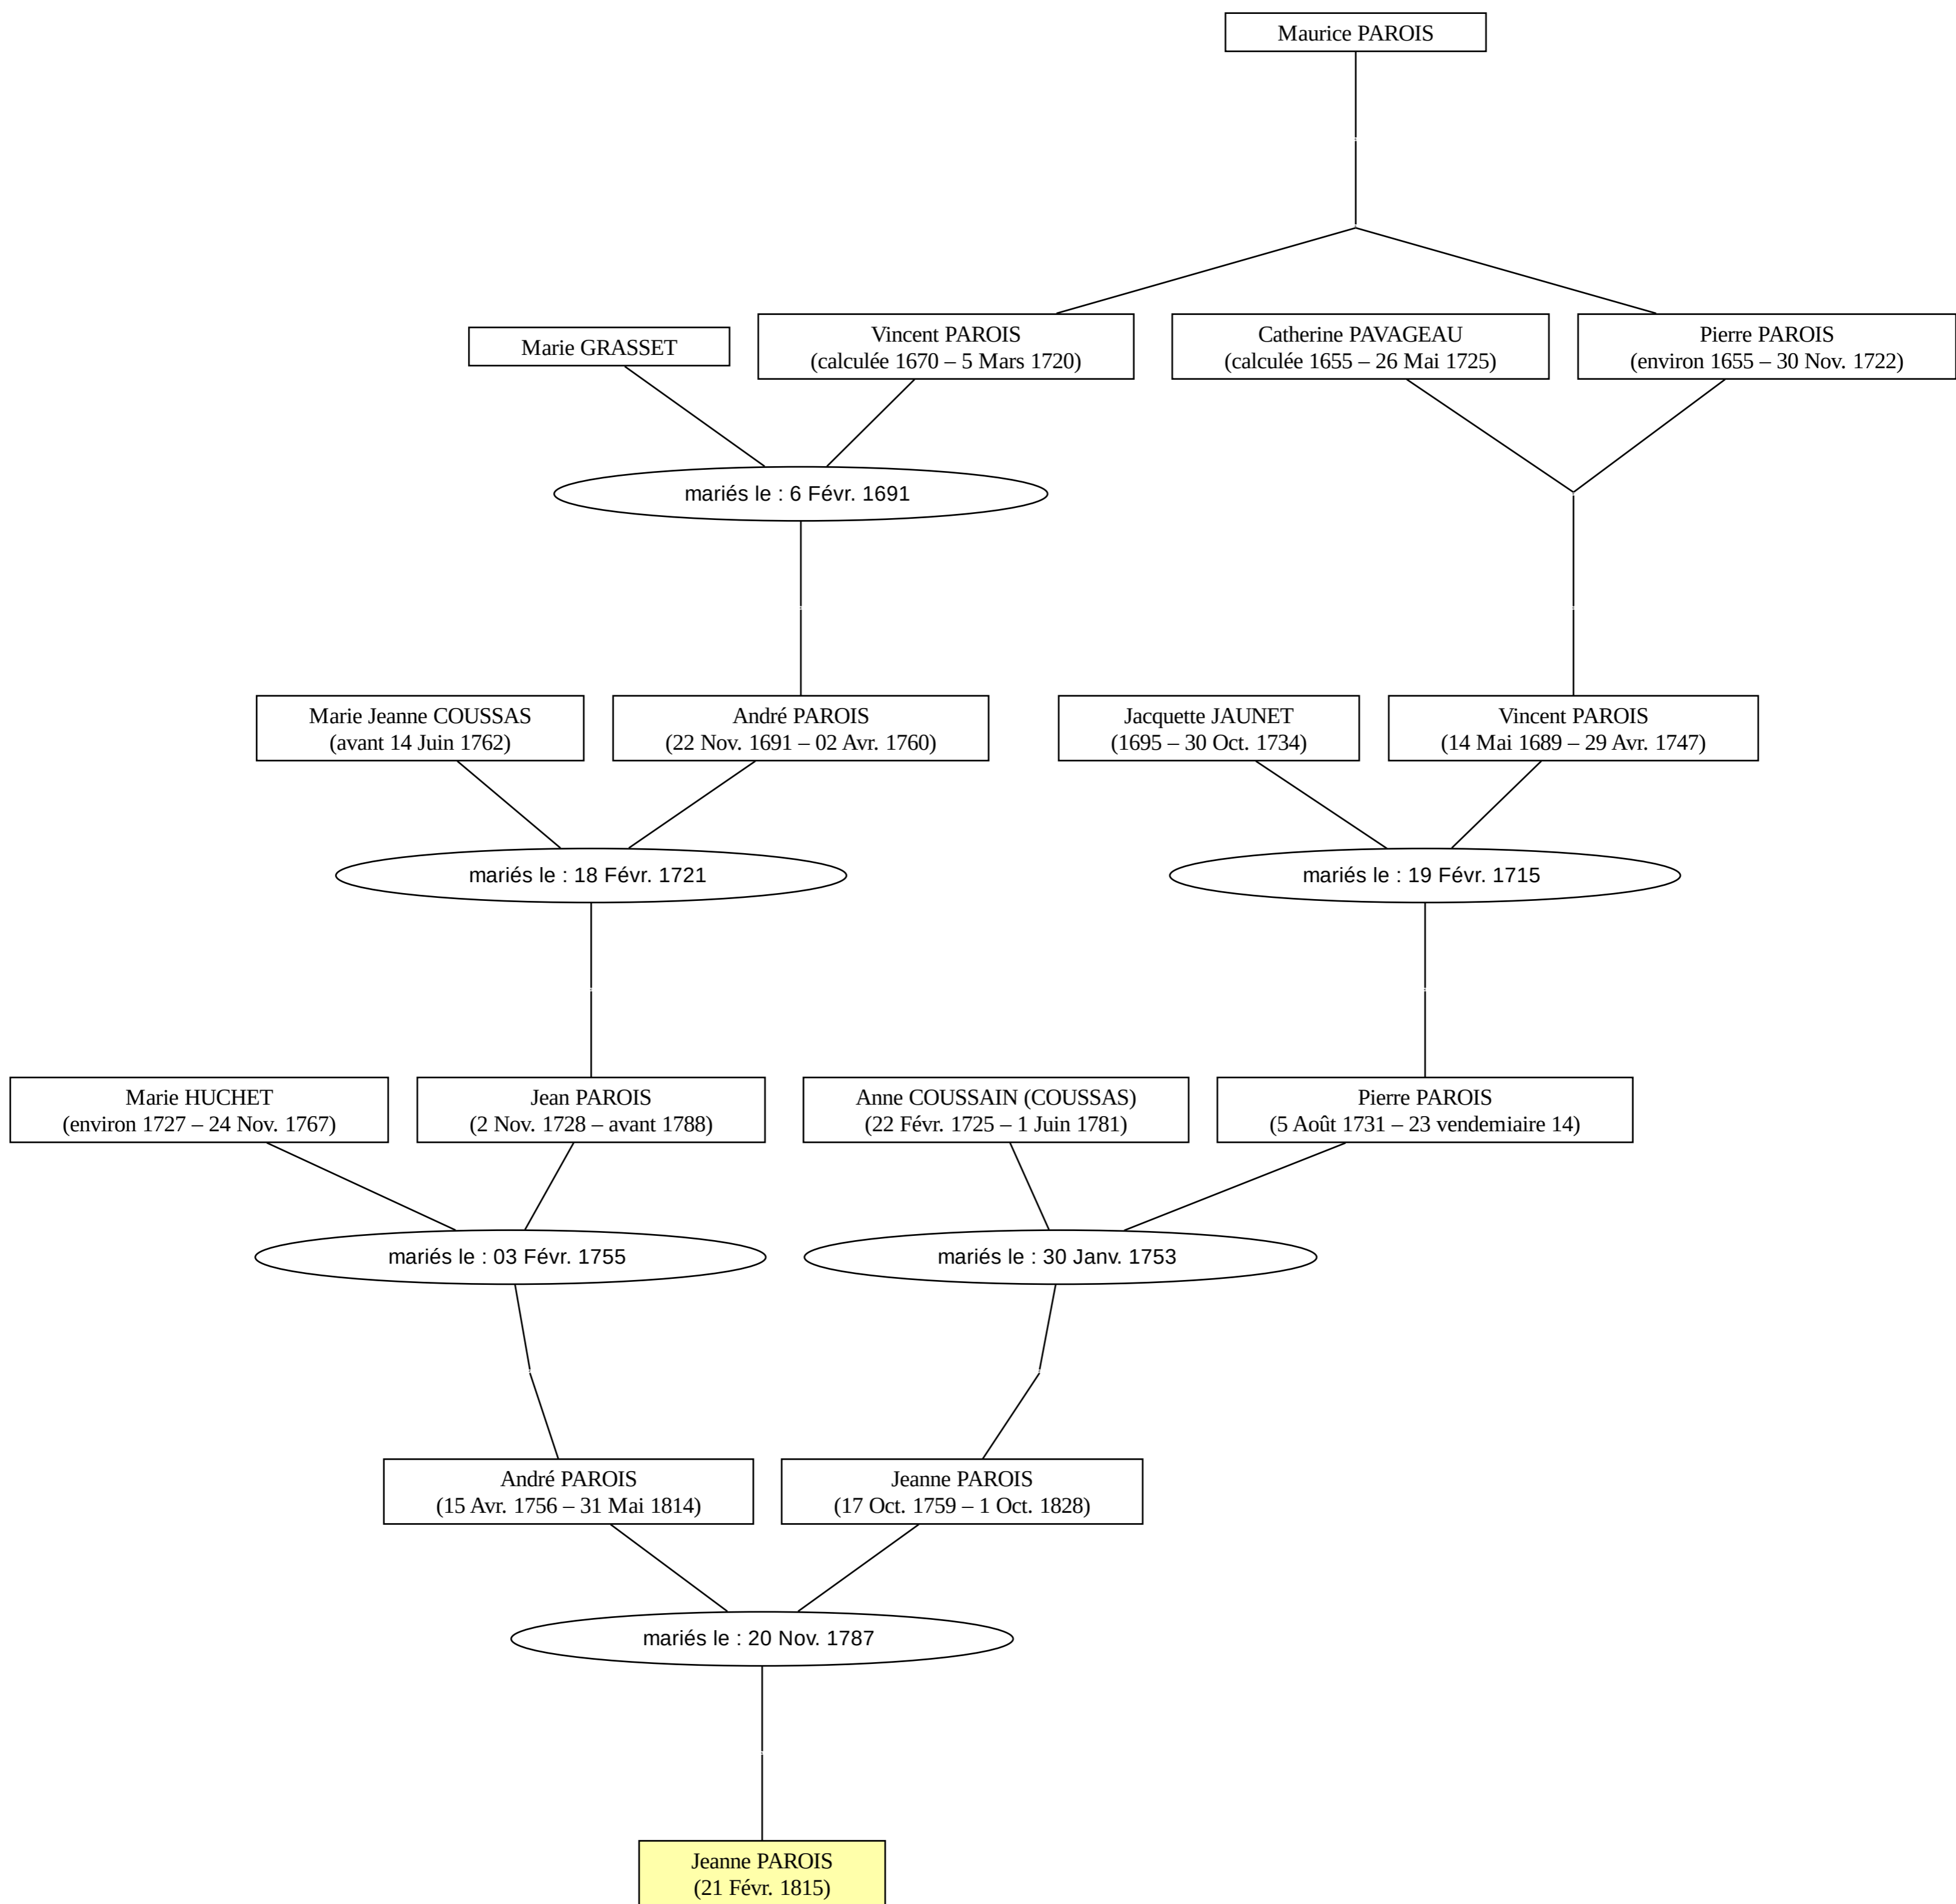 Maurice PAROIS
Marie GRASSET
Vincent PAROIS
(calculée 1670 – 5 Mars 1720)
Catherine PAVAGEAU
(calculée 1655 – 26 Mai 1725)
Pierre PAROIS
(environ 1655 – 30 Nov. 1722)
mariés le : 6 Févr. 1691
Marie Jeanne COUSSAS
(avant 14 Juin 1762)
André PAROIS
(22 Nov. 1691 – 02 Avr. 1760)
Jacquette JAUNET
(1695 – 30 Oct. 1734)
Vincent PAROIS
(14 Mai 1689 – 29 Avr. 1747)
mariés le : 18 Févr. 1721
mariés le : 19 Févr. 1715
Marie HUCHET
(environ 1727 – 24 Nov. 1767)
Jean PAROIS
(2 Nov. 1728 – avant 1788)
Anne COUSSAIN (COUSSAS)
(22 Févr. 1725 – 1 Juin 1781)
Pierre PAROIS
(5 Août 1731 – 23 vendemiaire 14)
mariés le : 03 Févr. 1755
mariés le : 30 Janv. 1753
André PAROIS
(15 Avr. 1756 – 31 Mai 1814)
Jeanne PAROIS
(17 Oct. 1759 – 1 Oct. 1828)
mariés le : 20 Nov. 1787
Jeanne PAROIS
(21 Févr. 1815)